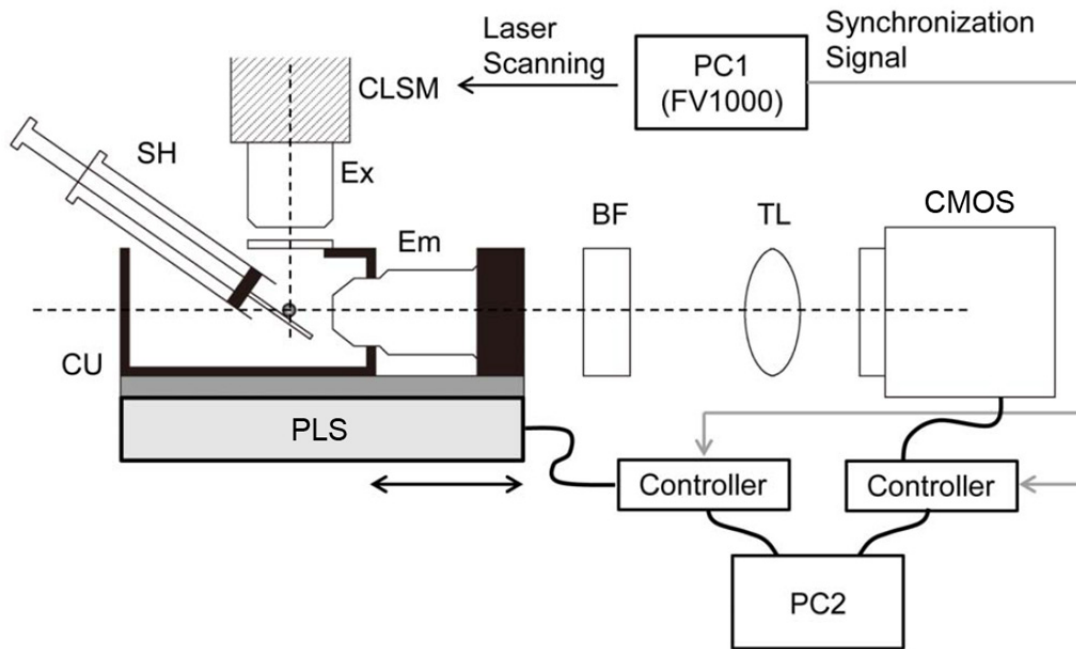 Laser
Scanning
PC1
(FV1000)
Synchronization
Signal
CLSM
SH
Ex
Em
BF
TL
CMOS
CU
PLS
Controller
Controller
PC2